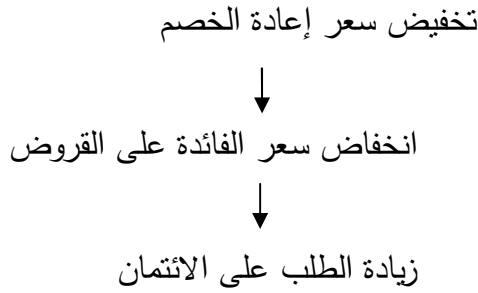 تخفيض سعر إعادة الخصم
انخفاض سعر الفائدة على القروض
زيادة الطلب على الائتمان